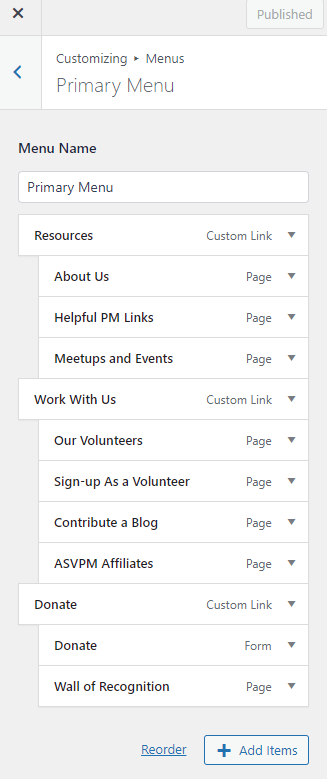 Published
Customizing ▸ Menus
Primary Menu
Menu Name
Primary Menu
Resources Custom Link
About Us Page
Helpful PM Links Page
Meetups and Events Page
Work With Us Custom Link
Our Volunteers Page
Sign-up As a Volunteer Page
Contribute a Blog Page
ASVPM Affiliates Page
Donate Custom Link
Donate Form
Wall of Recognition Page
Reorder Add Items